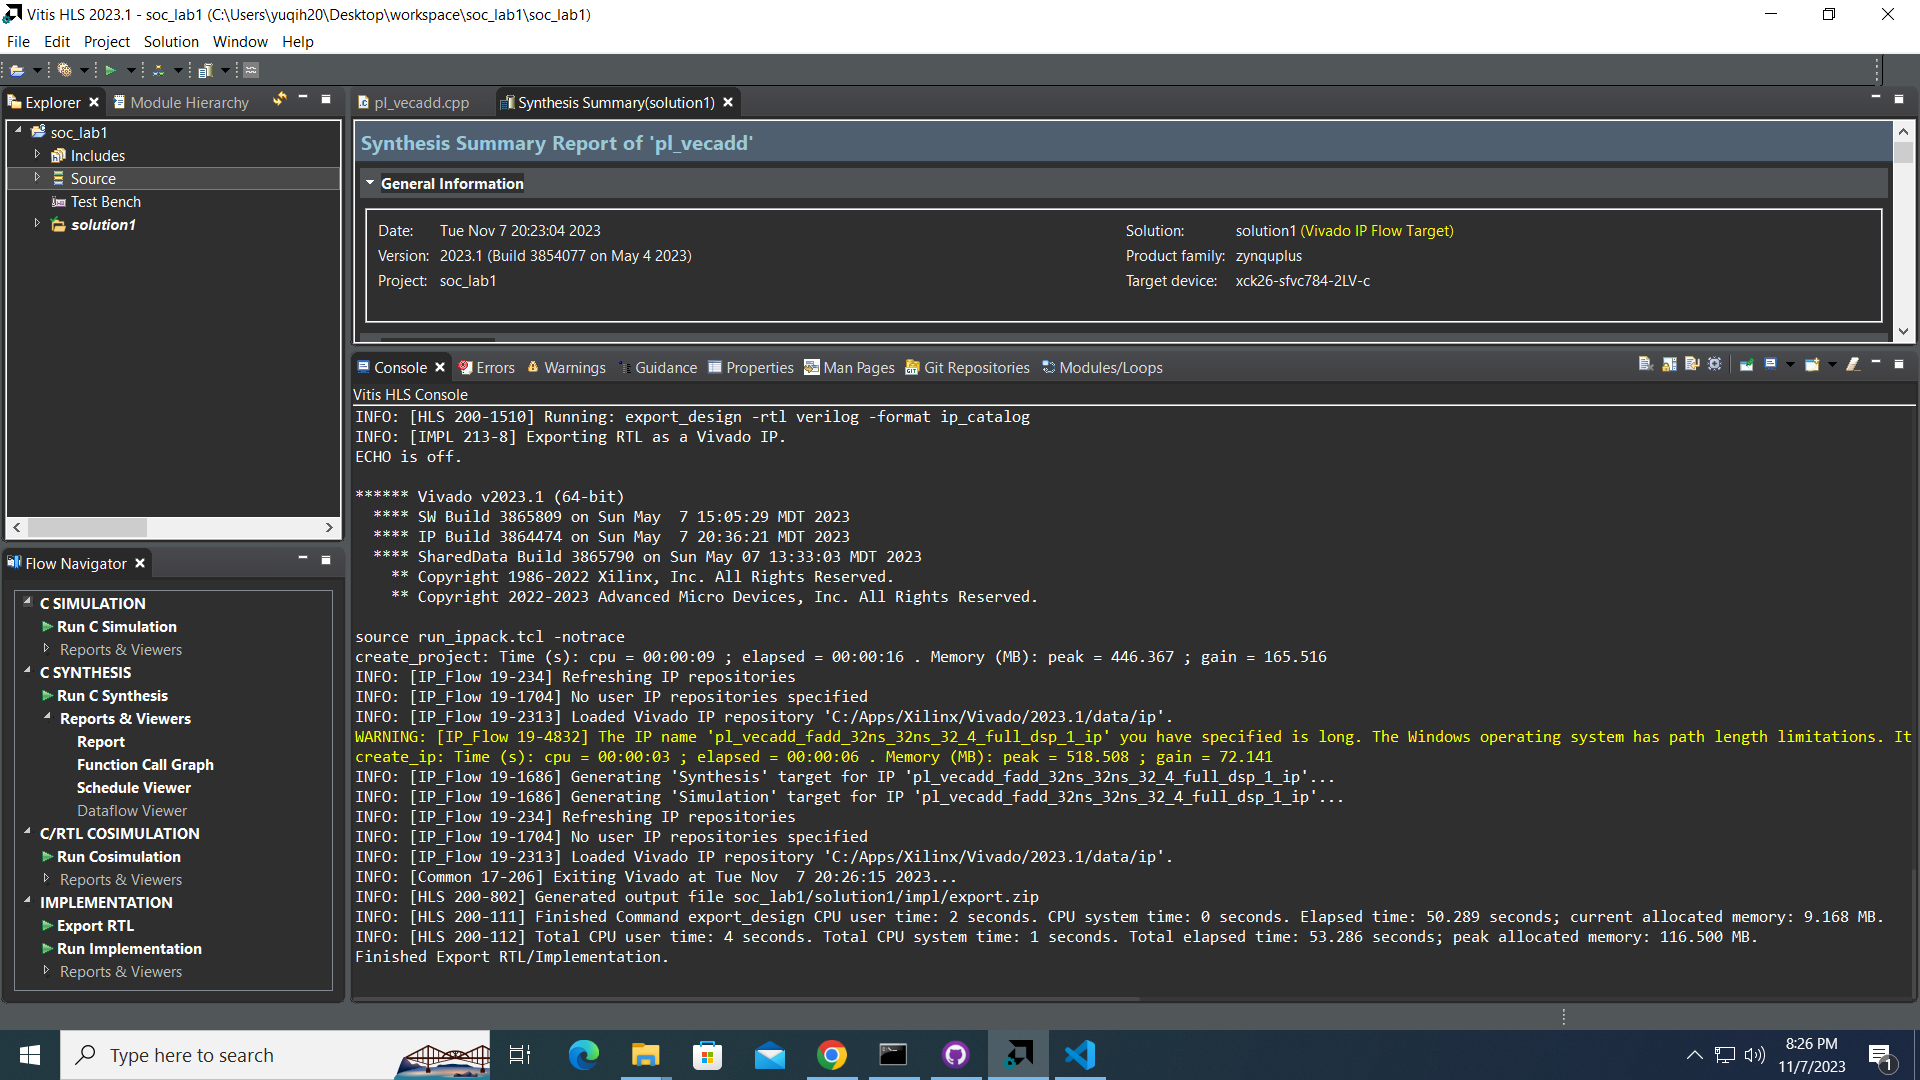 Vitis HLS 2023.1 - soc_lab1 (C:\Users\yuqih20\Desktop\workspace\soc_lab1\soc_lab1)
File Edit Project Solution Window Help
Explorer Module Hierarchy
soc_lab1
Includes
Source
Test Bench
solution1
pl_vecadd.cpp Synthesis Summary(solution1)
Synthesis Summary Report of 'pl_vecadd'
General Information
Date: Tue Nov 7 20:23:04 2023
Version: 2023.1 (Build 3854077 on May 4 2023)
Project: soc_lab1
Solution: solution1 (Vivado IP Flow Target)
Product family: zynquplus
Target device: xck26-sfvc784-2LV-c
Flow Navigator
C SIMULATION
Run C Simulation
Reports & Viewers
C SYNTHESIS
Run C Synthesis
Reports & Viewers
Report
Function Call Graph
Schedule Viewer
Dataflow Viewer
C/RTL COSIMULATION
Run Cosimulation
Reports & Viewers
IMPLEMENTATION
Export RTL
Run Implementation
Reports & Viewers
Console Errors Warnings Guidance Properties Man Pages Git Repositories Modules/Loops
Vitis HLS Console
INFO: [HLS 200-1510] Running: export_design -rtl verilog -format ip_catalog
INFO: [IMPL 213-8] Exporting RTL as a Vivado IP.
ECHO is off.
****** Vivado v2023.1 (64-bit)
**** SW Build 3865809 on Sun May  7 15:05:29 MDT 2023
**** IP Build 3864474 on Sun May  7 20:36:21 MDT 2023
**** SharedData Build 3865790 on Sun May 07 13:33:03 MDT 2023
** Copyright 1986-2022 Xilinx, Inc. All Rights Reserved.
** Copyright 2022-2023 Advanced Micro Devices, Inc. All Rights Reserved.
source run_ippack.tcl -notrace
create_project: Time (s): cpu = 00:00:09 ; elapsed = 00:00:16 . Memory (MB): peak = 446.367 ; gain = 165.516
INFO: [IP_Flow 19-234] Refreshing IP repositories
INFO: [IP_Flow 19-1704] No user IP repositories specified
INFO: [IP_Flow 19-2313] Loaded Vivado IP repository 'C:/Apps/Xilinx/Vivado/2023.1/data/ip'.
WARNING: [IP_Flow 19-4832] The IP name 'pl_vecadd_fadd_32ns_32ns_32_4_full_dsp_1_ip' you have specified is long. The Windows operating system has path length limitations. It
create_ip: Time (s): cpu = 00:00:03 ; elapsed = 00:00:06 . Memory (MB): peak = 518.508 ; gain = 72.141
INFO: [IP_Flow 19-1686] Generating 'Synthesis' target for IP 'pl_vecadd_fadd_32ns_32ns_32_4_full_dsp_1_ip'...
INFO: [IP_Flow 19-1686] Generating 'Simulation' target for IP 'pl_vecadd_fadd_32ns_32ns_32_4_full_dsp_1_ip'...
INFO: [IP_Flow 19-234] Refreshing IP repositories
INFO: [IP_Flow 19-1704] No user IP repositories specified
INFO: [IP_Flow 19-2313] Loaded Vivado IP repository 'C:/Apps/Xilinx/Vivado/2023.1/data/ip'.
INFO: [Common 17-206] Exiting Vivado at Tue Nov  7 20:26:15 2023...
INFO: [HLS 200-802] Generated output file soc_lab1/solution1/impl/export.zip
INFO: [HLS 200-111] Finished Command export_design CPU user time: 2 seconds. CPU system time: 0 seconds. Elapsed time: 50.289 seconds; current allocated memory: 9.168 MB.
INFO: [HLS 200-112] Total CPU user time: 4 seconds. Total CPU system time: 1 seconds. Total elapsed time: 53.286 seconds; peak allocated memory: 116.500 MB.
Finished Export RTL/Implementation.
Type here to search
8:26 PM
11/7/2023
1